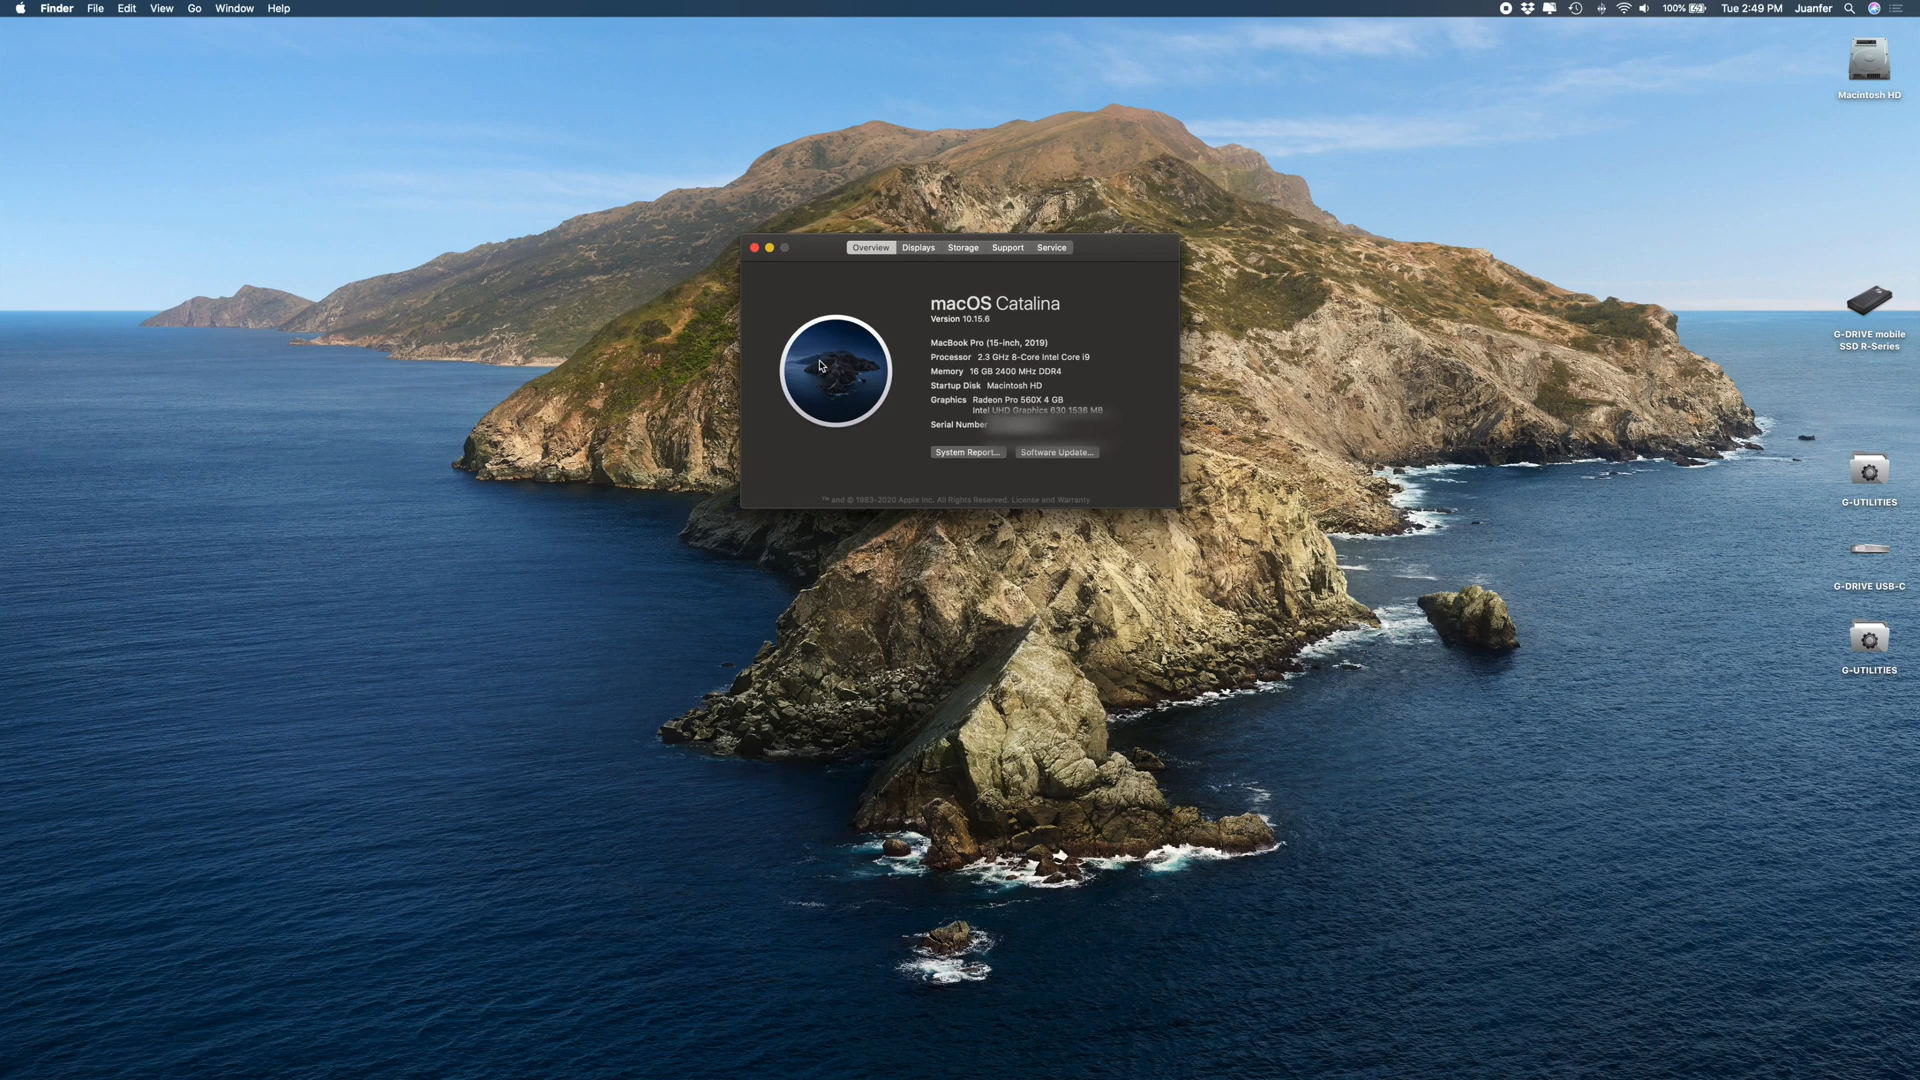 Finder File Edit View Go Window Help
100% Tue 2:49 PM Juanfer
Macintosh HD
Overview Displays Storage Support Service
macOS Catalina
Version 10.15.6
MacBook Pro (15-inch, 2019)
Processor 2.3 GHz 8-Core Intel Core i9
Memory 16 GB 2400 MHz DDR4
Startup Disk Macintosh HD
Graphics Radeon Pro 560X 4 GB
Intel UHD Graphics 630 1536 MB
Serial Number
System Report... Software Update...
™ and © 1983-2020 Apple Inc. All Rights Reserved. License and Warranty
G-DRIVE mobile
SSD R-Series
G-UTILITIES
G-DRIVE USB-C
G-UTILITIES